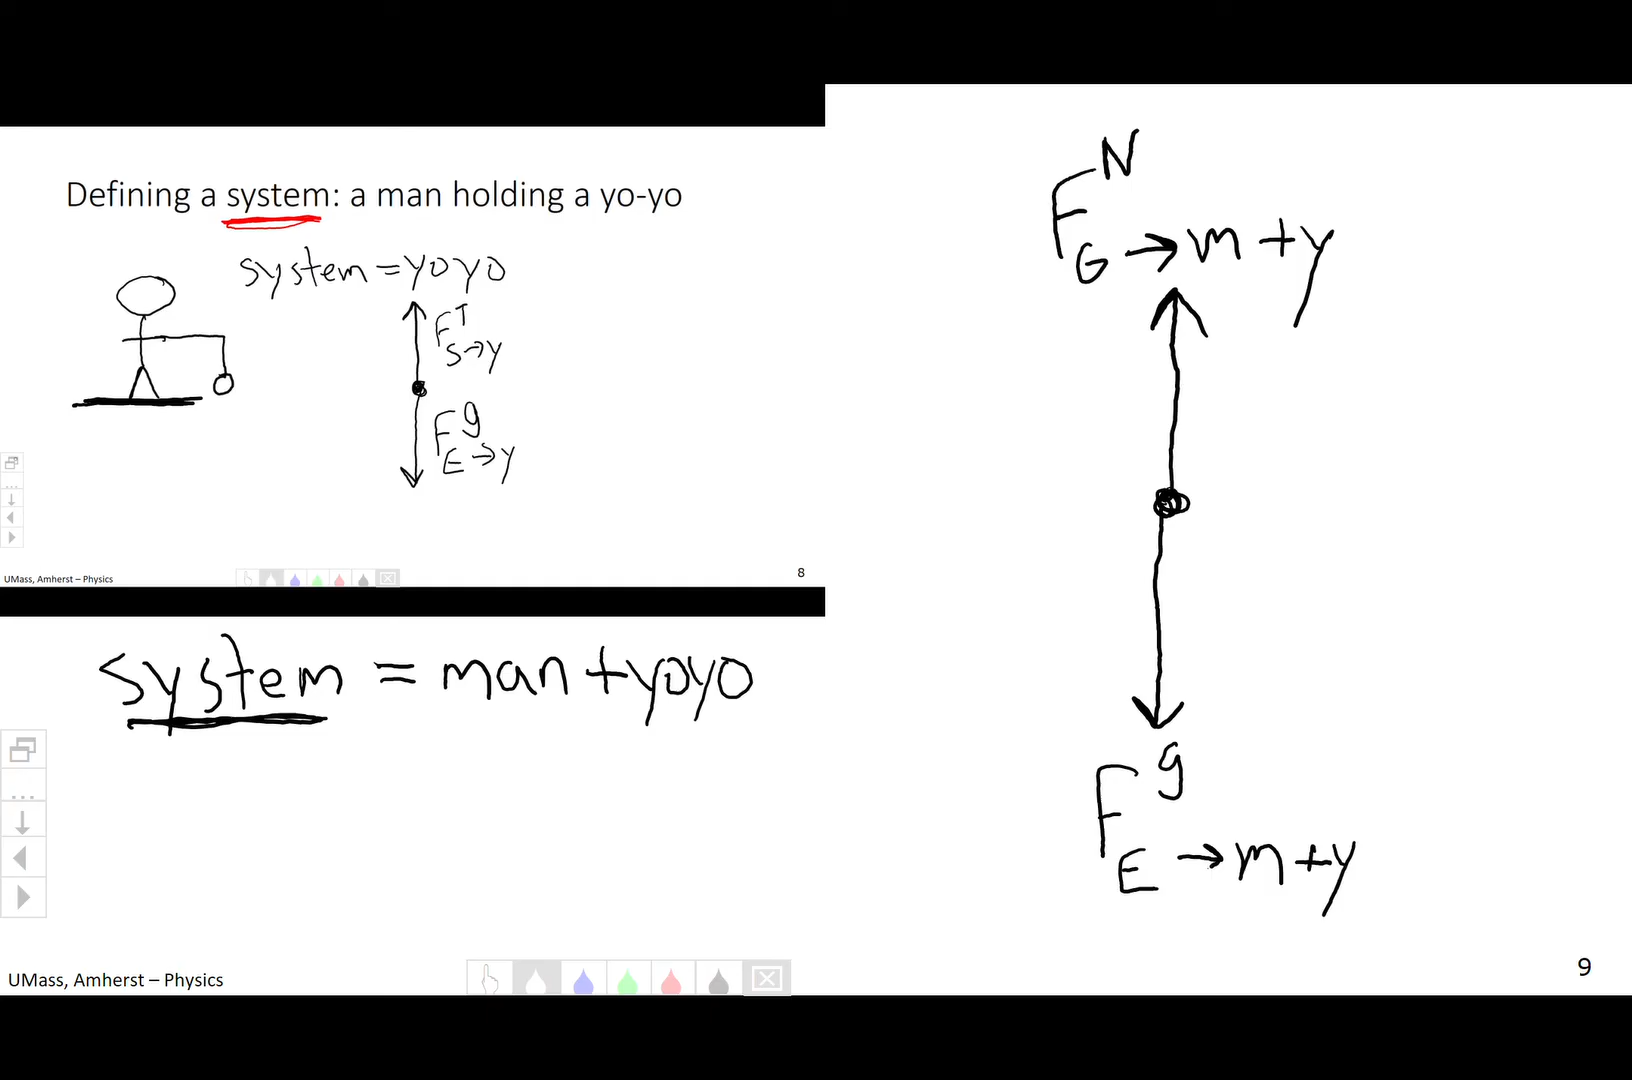 Defining a system: a man holding a yo-yo
system = yoyo
F T S → y
F g E → y
UMass, Amherst – Physics
8
system = man + yoyo
UMass, Amherst – Physics
F N G → m + y
F g E → m + y
9